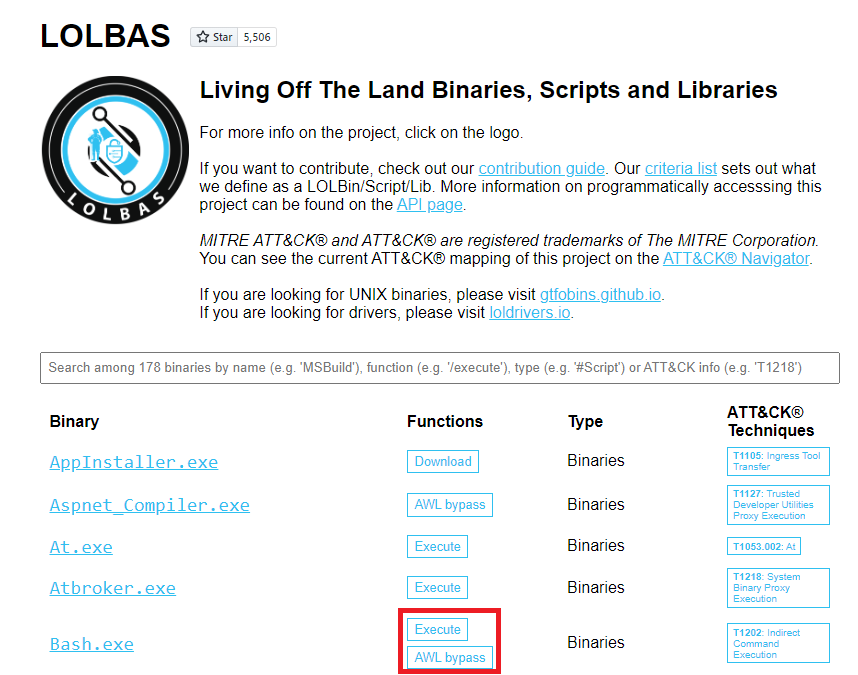 LOLBAS
Star 5,506
LOLBAS
Living Off The Land Binaries, Scripts and Libraries
For more info on the project, click on the logo.
If you want to contribute, check out our contribution guide. Our criteria list sets out what
we define as a LOLBin/Script/Lib. More information on programmatically accesssing this
project can be found on the API page.
MITRE ATT&CK® and ATT&CK® are registered trademarks of The MITRE Corporation.
You can see the current ATT&CK® mapping of this project on the ATT&CK® Navigator.
If you are looking for UNIX binaries, please visit gtfobins.github.io.
If you are looking for drivers, please visit loldrivers.io.
Search among 178 binaries by name (e.g. 'MSBuild'), function (e.g. '/execute'), type (e.g. '#Script') or ATT&CK info (e.g. 'T1218')
Binary Functions Type ATT&CK®
Techniques
AppInstaller.exe Download Binaries T1105: Ingress Tool
Transfer
Aspnet_Compiler.exe AWL bypass Binaries T1127: Trusted
Developer Utilities
Proxy Execution
At.exe Execute Binaries T1053.002: At
Atbroker.exe Execute Binaries T1218: System
Binary Proxy
Execution
Bash.exe Execute
AWL bypass Binaries T1202: Indirect
Command
Execution